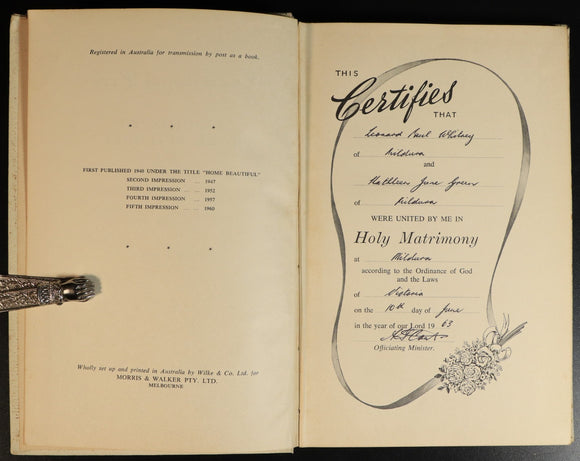 Registered in Australia for transmission by post as a book.
* * *
FIRST PUBLISHED 1940 UNDER THE TITLE "HOME BEAUTIFUL"
SECOND IMPRESSION ... 1947
THIRD IMPRESSION ... 1952
FOURTH IMPRESSION ... 1957
FIFTH IMPRESSION ... 1960
* * *
Wholly set up and printed in Australia by Wilke & Co. Ltd. for
MORRIS & WALKER PTY. LTD.
MELBOURNE
THIS
Certifies
THAT
Leonard Paul Whitney
of Mildura
and
Kathleen June Green
of Mildura
WERE UNITED BY ME IN
Holy Matrimony
at Mildura
according to the Ordinance of God
and the Laws
of Victoria
on the 10th day of June
in the year of our Lord 1963
Officiating Minister.